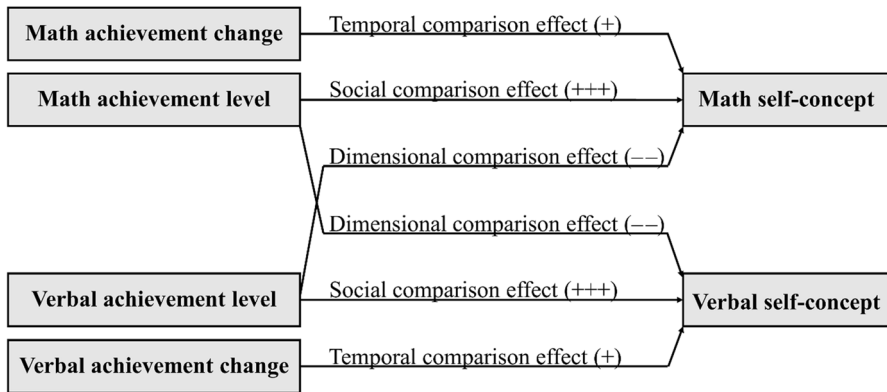 Math achievement change
Temporal comparison effect (+)
Math achievement level
Social comparison effect (+++)
Math self-concept
Dimensional comparison effect (−−)
Dimensional comparison effect (−−)
Verbal achievement level
Social comparison effect (+++)
Verbal self-concept
Verbal achievement change
Temporal comparison effect (+)